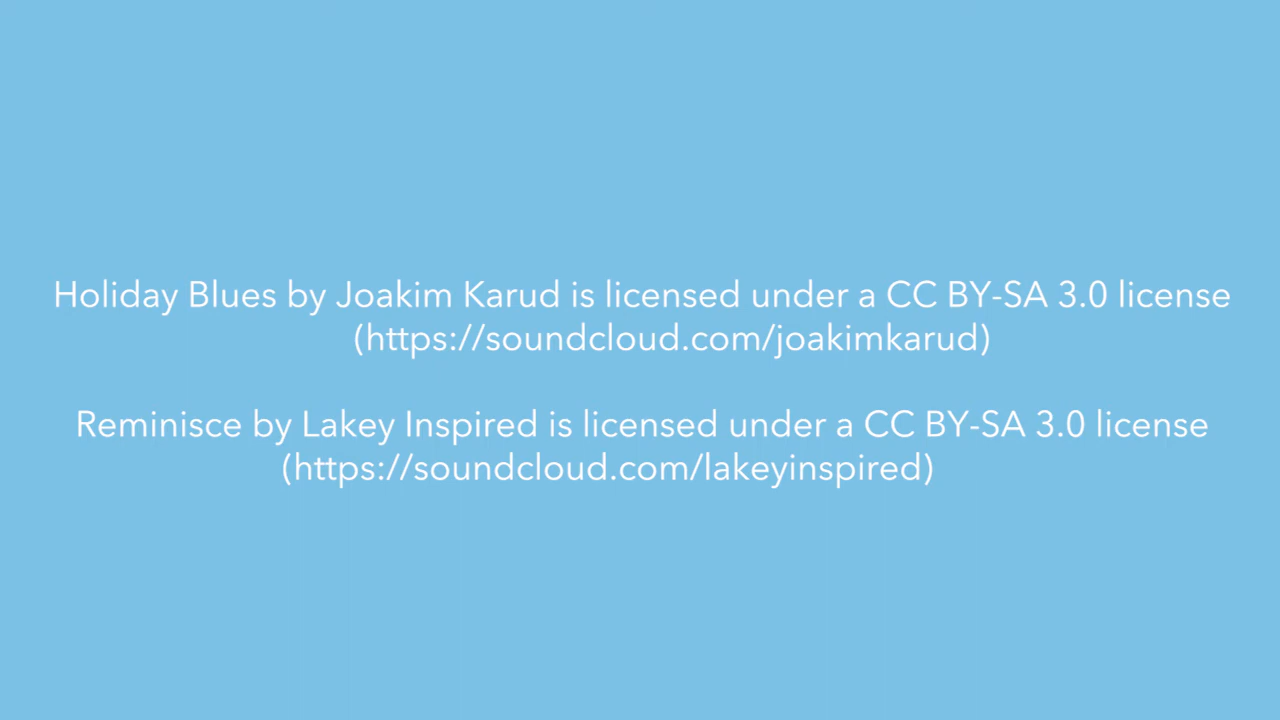 Holiday Blues by Joakim Karud is licensed under a CC BY-SA 3.0 license
(https://soundcloud.com/joakimkarud)
Reminisce by Lakey Inspired is licensed under a CC BY-SA 3.0 license
(https://soundcloud.com/lakeyinspired)